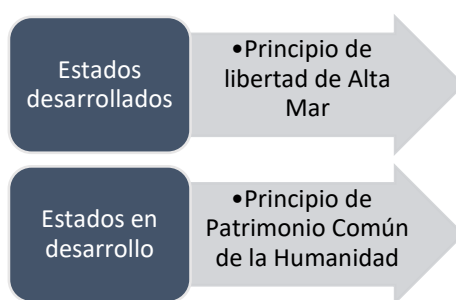 Estados
desarrollados
•Principio de
libertad de Alta
Mar
Estados en
desarrollo
•Principio de
Patrimonio Común
de la Humanidad